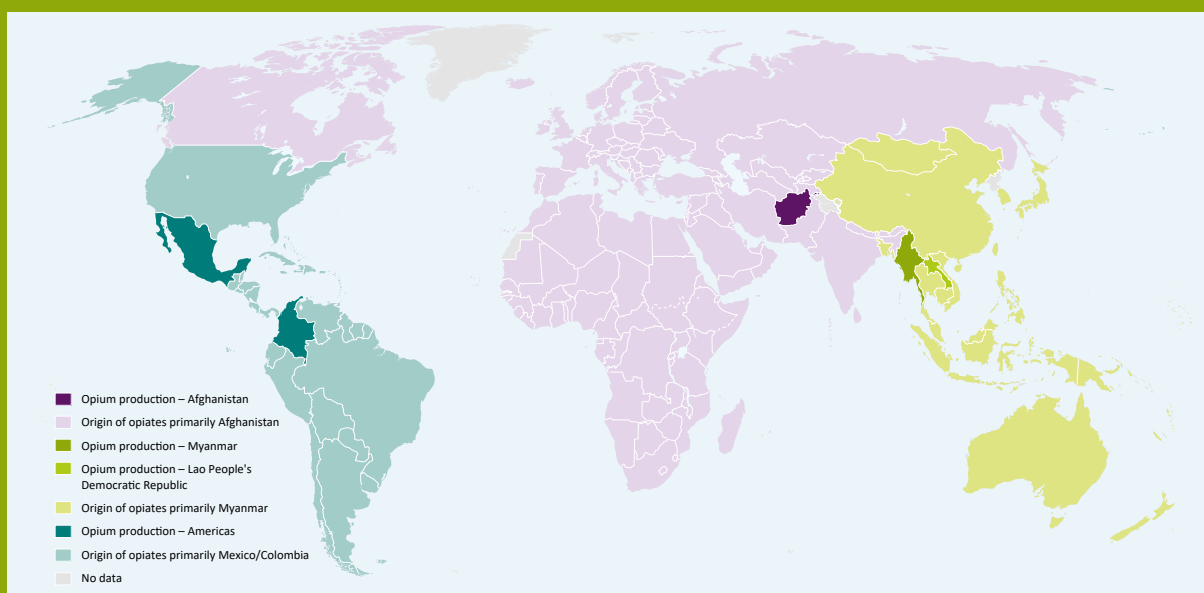 Opium production – Afghanistan
Origin of opiates primarily Afghanistan
Opium production – Myanmar
Opium production – Lao People's
Democratic Republic
Origin of opiates primarily Myanmar
Opium production – Americas
Origin of opiates primarily Mexico/Colombia
No data